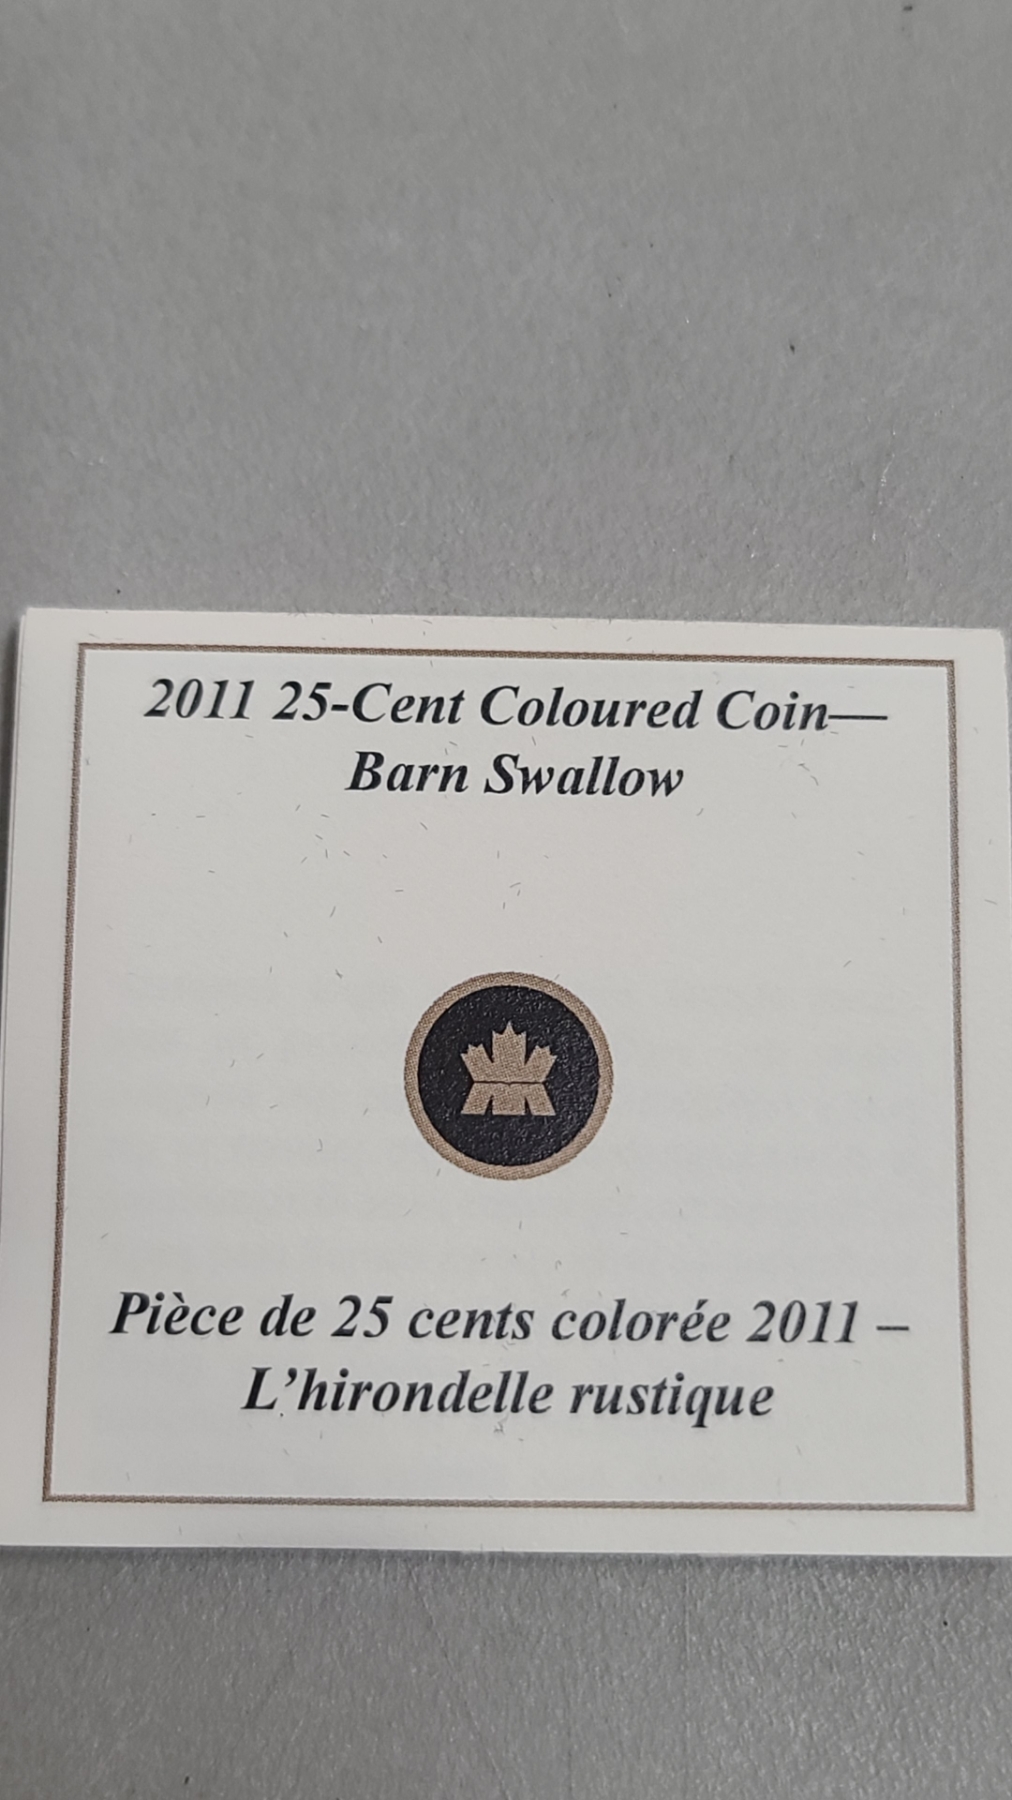 2011 25-Cent Coloured Coin—
Barn Swallow
Pièce de 25 cents colorée 2011 –
L'hirondelle rustique